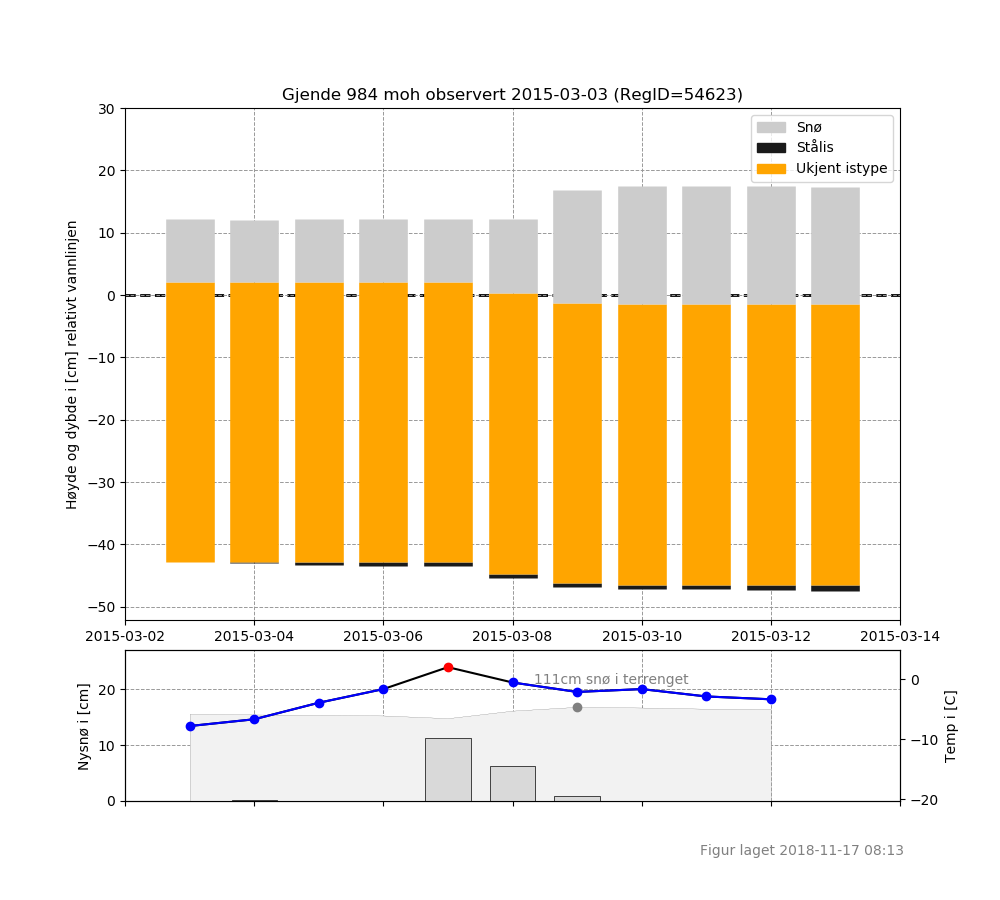 Gjende 984 moh observert 2015-03-03 (RegID=54623)
Snø
Stålis
Ukjent istype
Høyde og dybde i [cm] relativt vannlinjen
30
20
10
0
−10
−20
−30
−40
−50
2015-03-02 2015-03-04 2015-03-06 2015-03-08 2015-03-10 2015-03-12 2015-03-14
Nysnø i [cm]
20
10
0
111cm snø i terrenget
0
−10
−20
Temp i [C]
Figur laget 2018-11-17 08:13